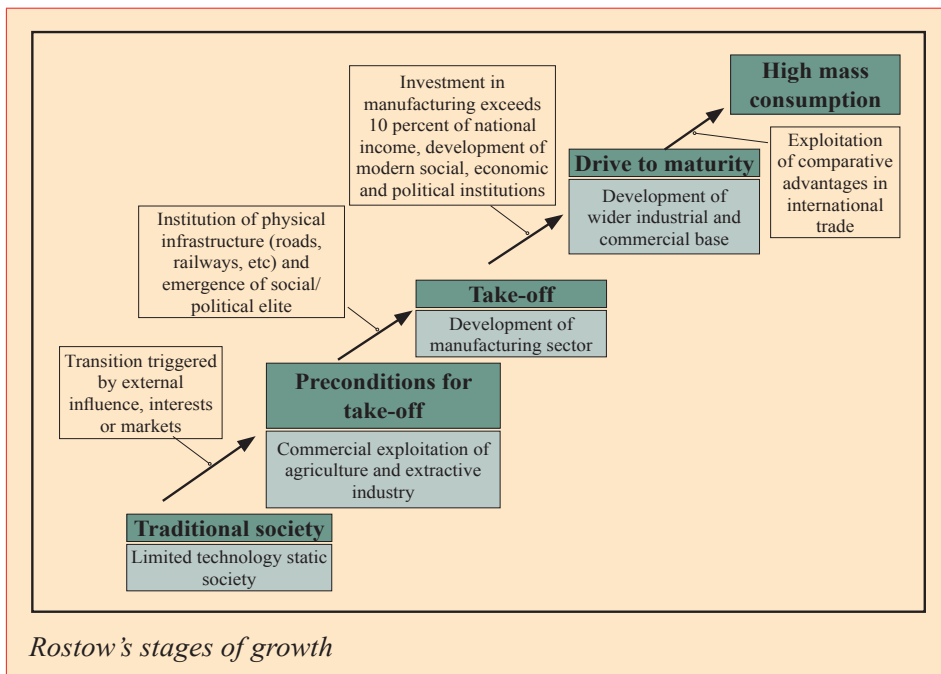 High mass
consumption
Investment in
manufacturing exceeds
10 percent of national
income, development of
modern social, economic
and political institutions
Exploitation
of comparative
advantages in
international
trade
Drive to maturity
Development of
wider industrial and
commercial base
Institution of physical
infrastructure (roads,
railways, etc) and
emergence of social/
political elite
Take-off
Development of
manufacturing sector
Transition triggered
by external
influence, interests
or markets
Preconditions for
take-off
Commercial exploitation of
agriculture and extractive
industry
Traditional society
Limited technology static
society
Rostow's stages of growth